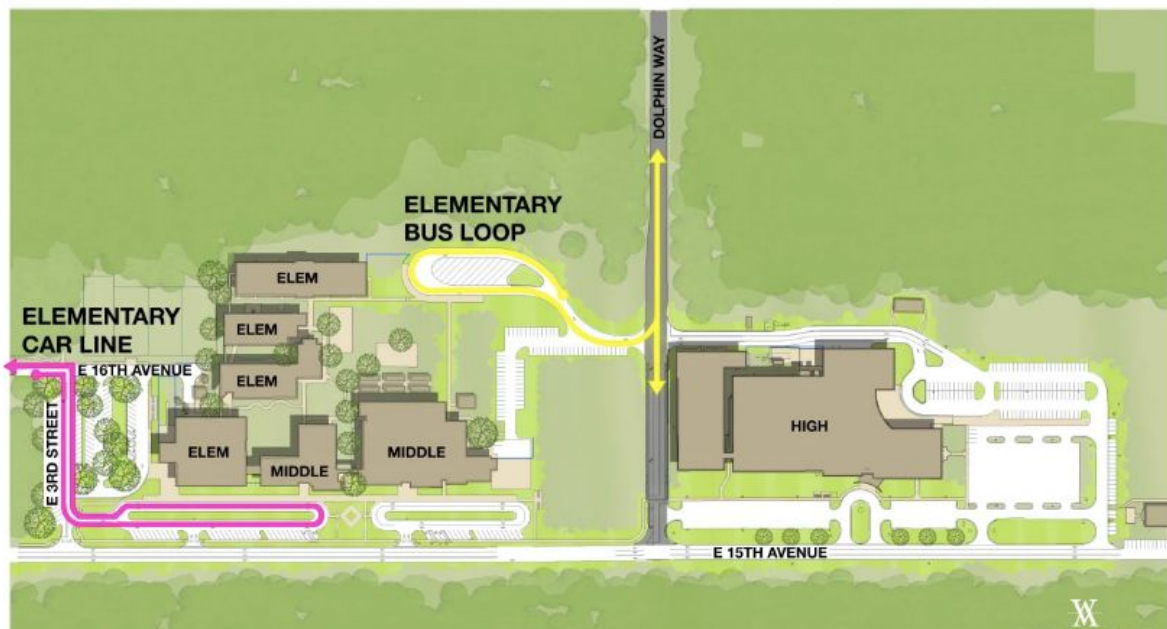 DOLPHIN WAY
ELEMENTARY
BUS LOOP
ELEM
ELEMENTARY
CAR LINE
ELEM
E 16TH AVENUE
ELEM
E 3RD STREET
ELEM
MIDDLE
MIDDLE
HIGH
E 15TH AVENUE